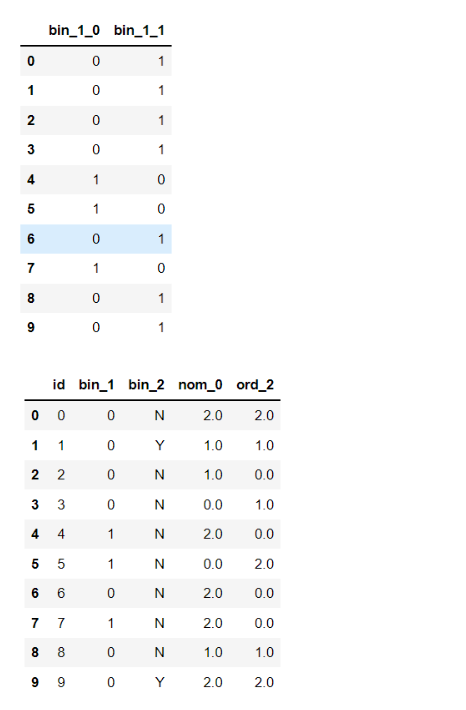 bin_1_0 bin_1_1
0 0 1
1 0 1
2 0 1
3 0 1
4 1 0
5 1 0
6 0 1
7 1 0
8 0 1
9 0 1
id bin_1 bin_2 nom_0 ord_2
0 0 0 N 2.0 2.0
1 1 0 Y 1.0 1.0
2 2 0 N 1.0 0.0
3 3 0 N 0.0 1.0
4 4 1 N 2.0 0.0
5 5 1 N 0.0 2.0
6 6 0 N 2.0 0.0
7 7 1 N 2.0 0.0
8 8 0 N 1.0 1.0
9 9 0 Y 2.0 2.0